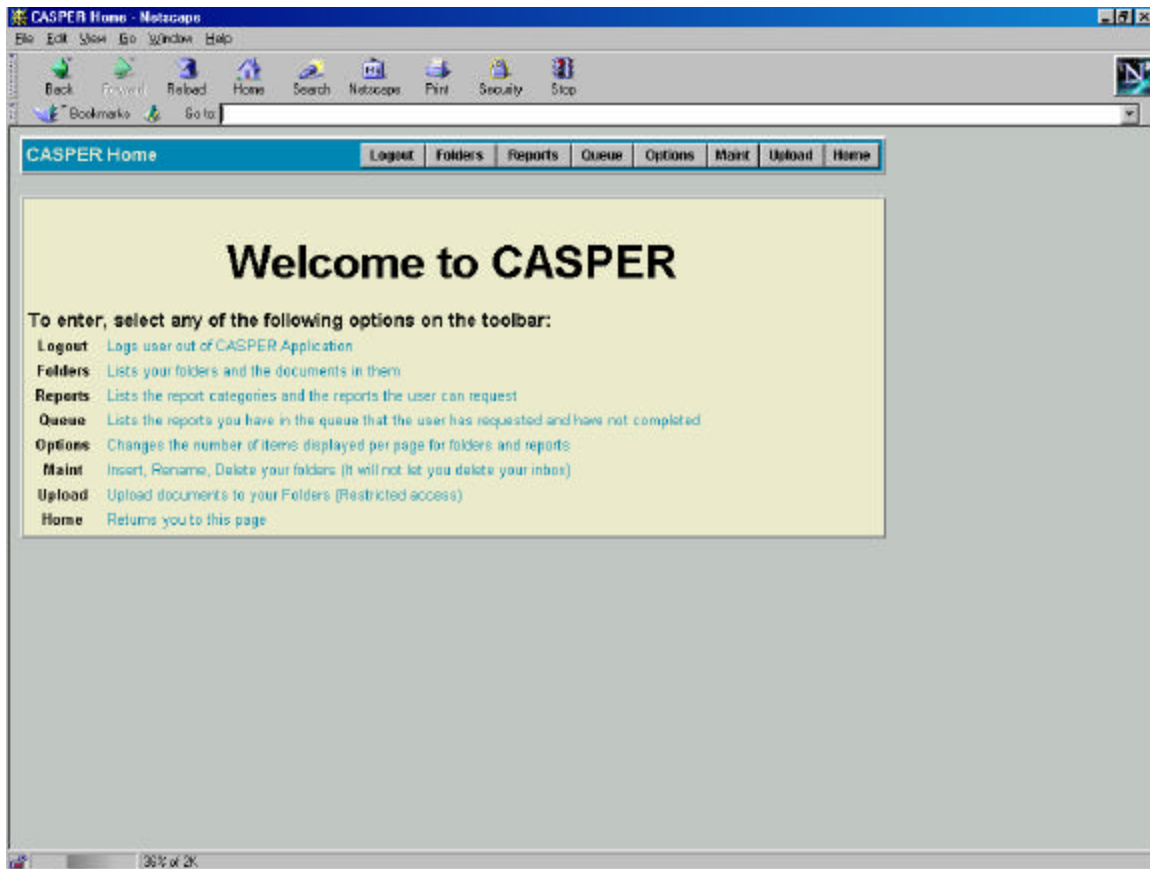 CASPER Home - Netscape
File Edit View Go Window Help
Back Forward Reload Home Search Netscape Print Security Stop
Bookmarks Go to:
CASPER Home Logout Folders Reports Queue Options Maint Upload Home
Welcome to CASPER
To enter, select any of the following options on the toolbar:
Logout Logs user out of CASPER Application
Folders Lists your folders and the documents in them
Reports Lists the report categories and the reports the user can request
Queue Lists the reports you have in the queue that the user has requested and have not completed
Options Changes the number of items displayed per page for folders and reports
Maint Insert, Rename, Delete your folders (It will not let you delete your inbox)
Upload Upload documents to your Folders (Restricted access)
Home Returns you to this page
36% of 2K